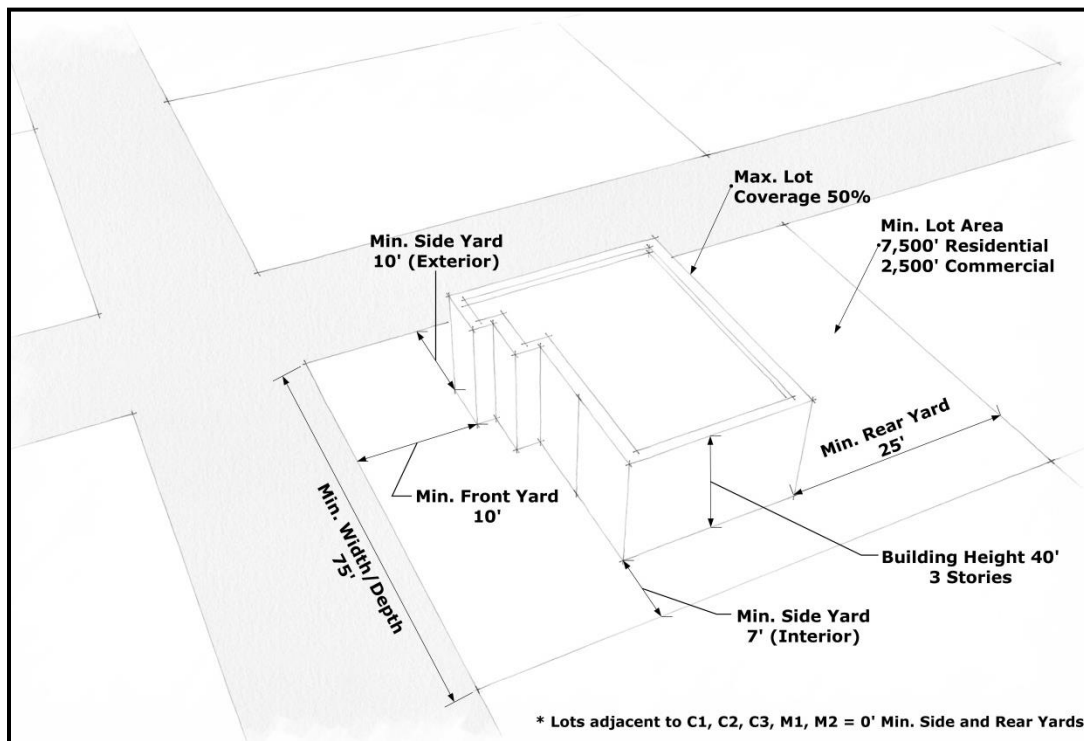 Max. Lot
Coverage 50%
Min. Lot Area
7,500' Residential
2,500' Commercial
Min. Side Yard
10' (Exterior)
Min. Rear Yard
25'
Min. Front Yard
10'
Min. Width/Depth
75'
Building Height 40'
3 Stories
Min. Side Yard
7' (Interior)
* Lots adjacent to C1, C2, C3, M1, M2 = 0' Min. Side and Rear Yards